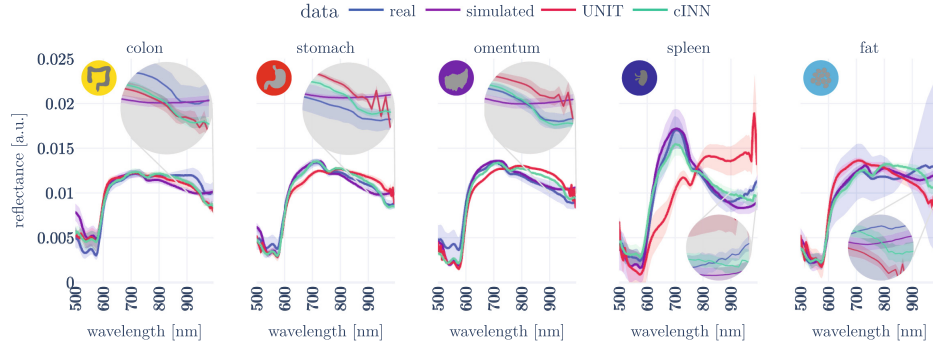 data real simulated UNIT cINN
colon stomach omentum spleen fat
0.025
0.02
0.015
0.01
0.005
0
reflectance [a.u.]
500 600 700 800 900 500 600 700 800 900 500 600 700 800 900 500 600 700 800 900 500 600 700 800 900
wavelength [nm] wavelength [nm] wavelength [nm] wavelength [nm] wavelength [nm]